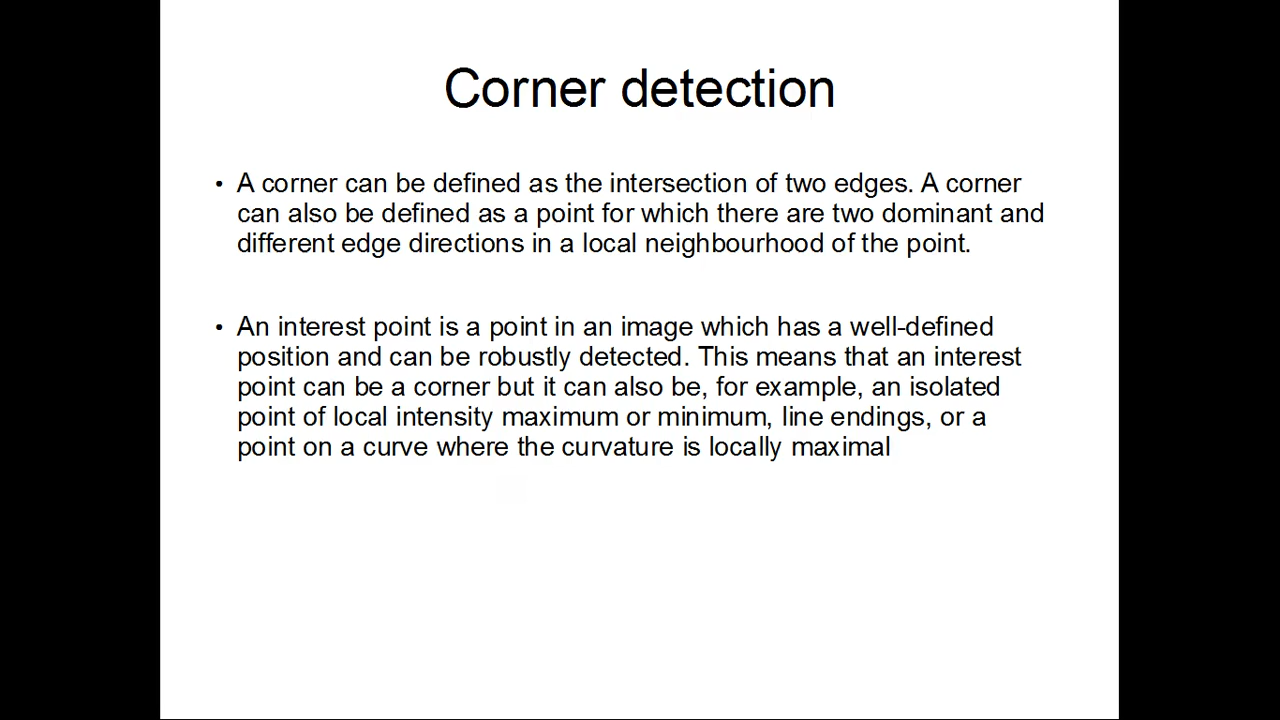 Corner detection
• A corner can be defined as the intersection of two edges. A corner
can also be defined as a point for which there are two dominant and
different edge directions in a local neighbourhood of the point.
• An interest point is a point in an image which has a well-defined
position and can be robustly detected. This means that an interest
point can be a corner but it can also be, for example, an isolated
point of local intensity maximum or minimum, line endings, or a
point on a curve where the curvature is locally maximal